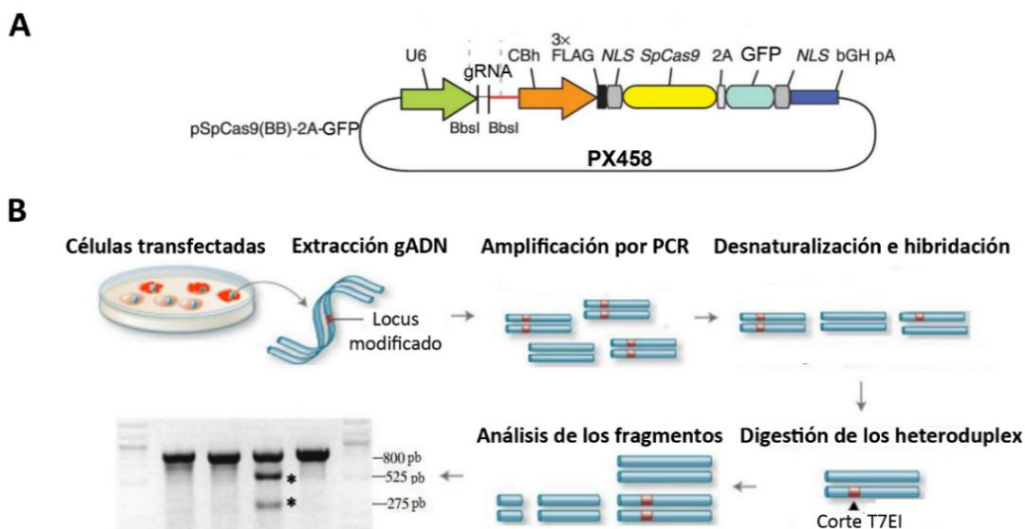 A
3×
U6 CBh FLAG NLS SpCas9 2A GFP NLS bGH pA
gRNA
BbsI BbsI
pSpCas9(BB)-2A-GFP
PX458
B
Células transfectadas Extracción gADN Amplificación por PCR Desnaturalización e hibridación
Locus
modificado
Análisis de los fragmentos Digestión de los heteroduplex
800 pb
525 pb
*
275 pb
*
Corte T7EI